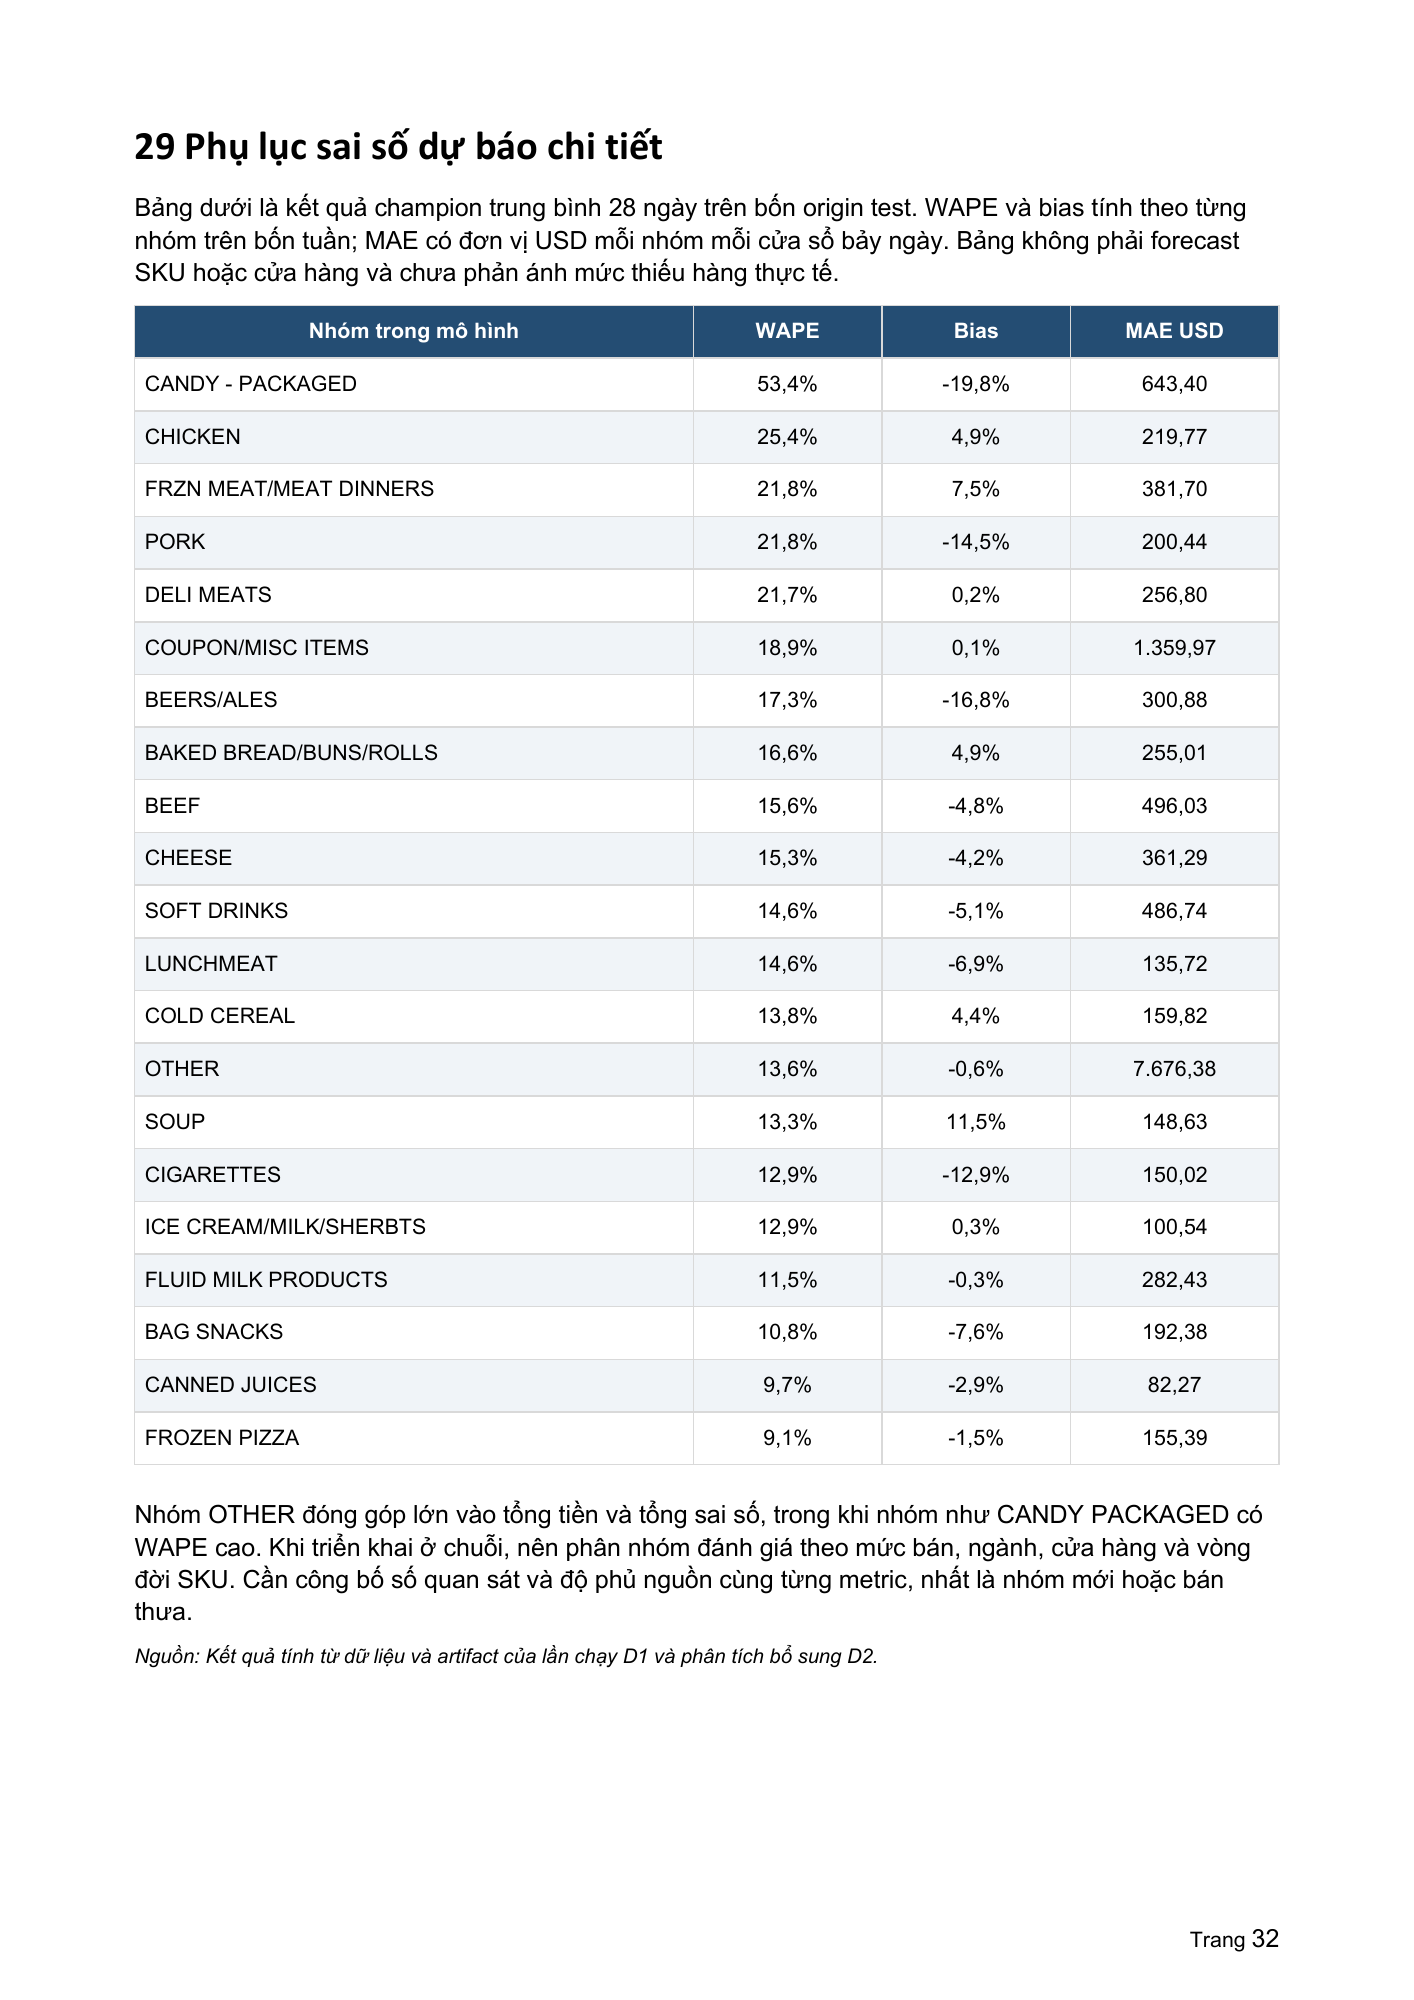 29 Phụ lục sai số dự báo chi tiết
Bảng dưới là kết quả champion trung bình 28 ngày trên bốn origin test. WAPE và bias tính theo từng
nhóm trên bốn tuần; MAE có đơn vị USD mỗi nhóm mỗi cửa sổ bảy ngày. Bảng không phải forecast
SKU hoặc cửa hàng và chưa phản ánh mức thiếu hàng thực tế.
Nhóm trong mô hình WAPE Bias MAE USD
CANDY - PACKAGED 53,4% -19,8% 643,40
CHICKEN 25,4% 4,9% 219,77
FRZN MEAT/MEAT DINNERS 21,8% 7,5% 381,70
PORK 21,8% -14,5% 200,44
DELI MEATS 21,7% 0,2% 256,80
COUPON/MISC ITEMS 18,9% 0,1% 1.359,97
BEERS/ALES 17,3% -16,8% 300,88
BAKED BREAD/BUNS/ROLLS 16,6% 4,9% 255,01
BEEF 15,6% -4,8% 496,03
CHEESE 15,3% -4,2% 361,29
SOFT DRINKS 14,6% -5,1% 486,74
LUNCHMEAT 14,6% -6,9% 135,72
COLD CEREAL 13,8% 4,4% 159,82
OTHER 13,6% -0,6% 7.676,38
SOUP 13,3% 11,5% 148,63
CIGARETTES 12,9% -12,9% 150,02
ICE CREAM/MILK/SHERBTS 12,9% 0,3% 100,54
FLUID MILK PRODUCTS 11,5% -0,3% 282,43
BAG SNACKS 10,8% -7,6% 192,38
CANNED JUICES 9,7% -2,9% 82,27
FROZEN PIZZA 9,1% -1,5% 155,39
Nhóm OTHER đóng góp lớn vào tổng tiền và tổng sai số, trong khi nhóm như CANDY PACKAGED có
WAPE cao. Khi triển khai ở chuỗi, nên phân nhóm đánh giá theo mức bán, ngành, cửa hàng và vòng
đời SKU. Cần công bố số quan sát và độ phủ nguồn cùng từng metric, nhất là nhóm mới hoặc bán
thưa.
Nguồn: Kết quả tính từ dữ liệu và artifact của lần chạy D1 và phân tích bổ sung D2.
Trang 32